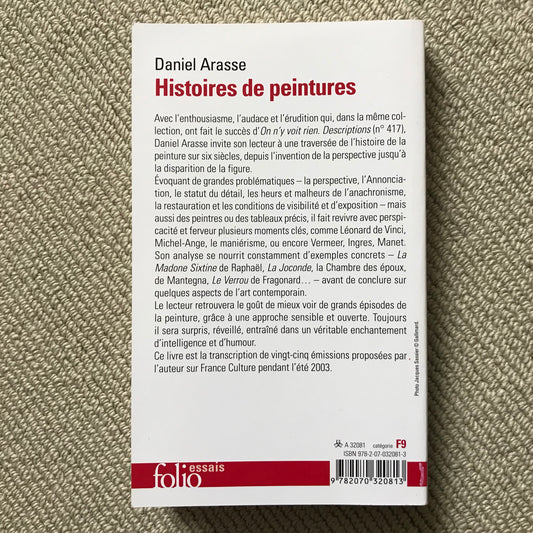 Daniel Arasse
Histoires de peintures
Avec l'enthousiasme, l'audace et l'érudition qui, dans la même col-
lection, ont fait le succès d'On n'y voit rien. Descriptions (n° 417),
Daniel Arasse invite son lecteur à une traversée de l'histoire de la
peinture sur six siècles, depuis l'invention de la perspective jusqu'à
la disparition de la figure.
Évoquant de grandes problématiques – la perspective, l'Annoncia-
tion, le statut du détail, les heurs et malheurs de l'anachronisme,
la restauration et les conditions de visibilité et d'exposition – mais
aussi des peintres ou des tableaux précis, il fait revivre avec perspi-
cacité et ferveur plusieurs moments clés, comme Léonard de Vinci,
Michel-Ange, le maniérisme, ou encore Vermeer, Ingres, Manet.
Son analyse se nourrit constamment d'exemples concrets – La
Madone Sixtine de Raphaël, La Joconde, la Chambre des époux,
de Mantegna, Le Verrou de Fragonard… – avant de conclure sur
quelques aspects de l'art contemporain.
Le lecteur retrouvera le goût de mieux voir de grands épisodes de
la peinture, grâce à une approche sensible et ouverte. Toujours
il sera surpris, réveillé, entraîné dans un véritable enchantement
d'intelligence et d'humour.
Ce livre est la transcription de vingt-cinq émissions proposées par
l'auteur sur France Culture pendant l'été 2003.
Photo Jacques Sassier © Gallimard.
A 32081 catégorie F9
ISBN 978-2-07-032081-3
essais
folio
9 782070 320813